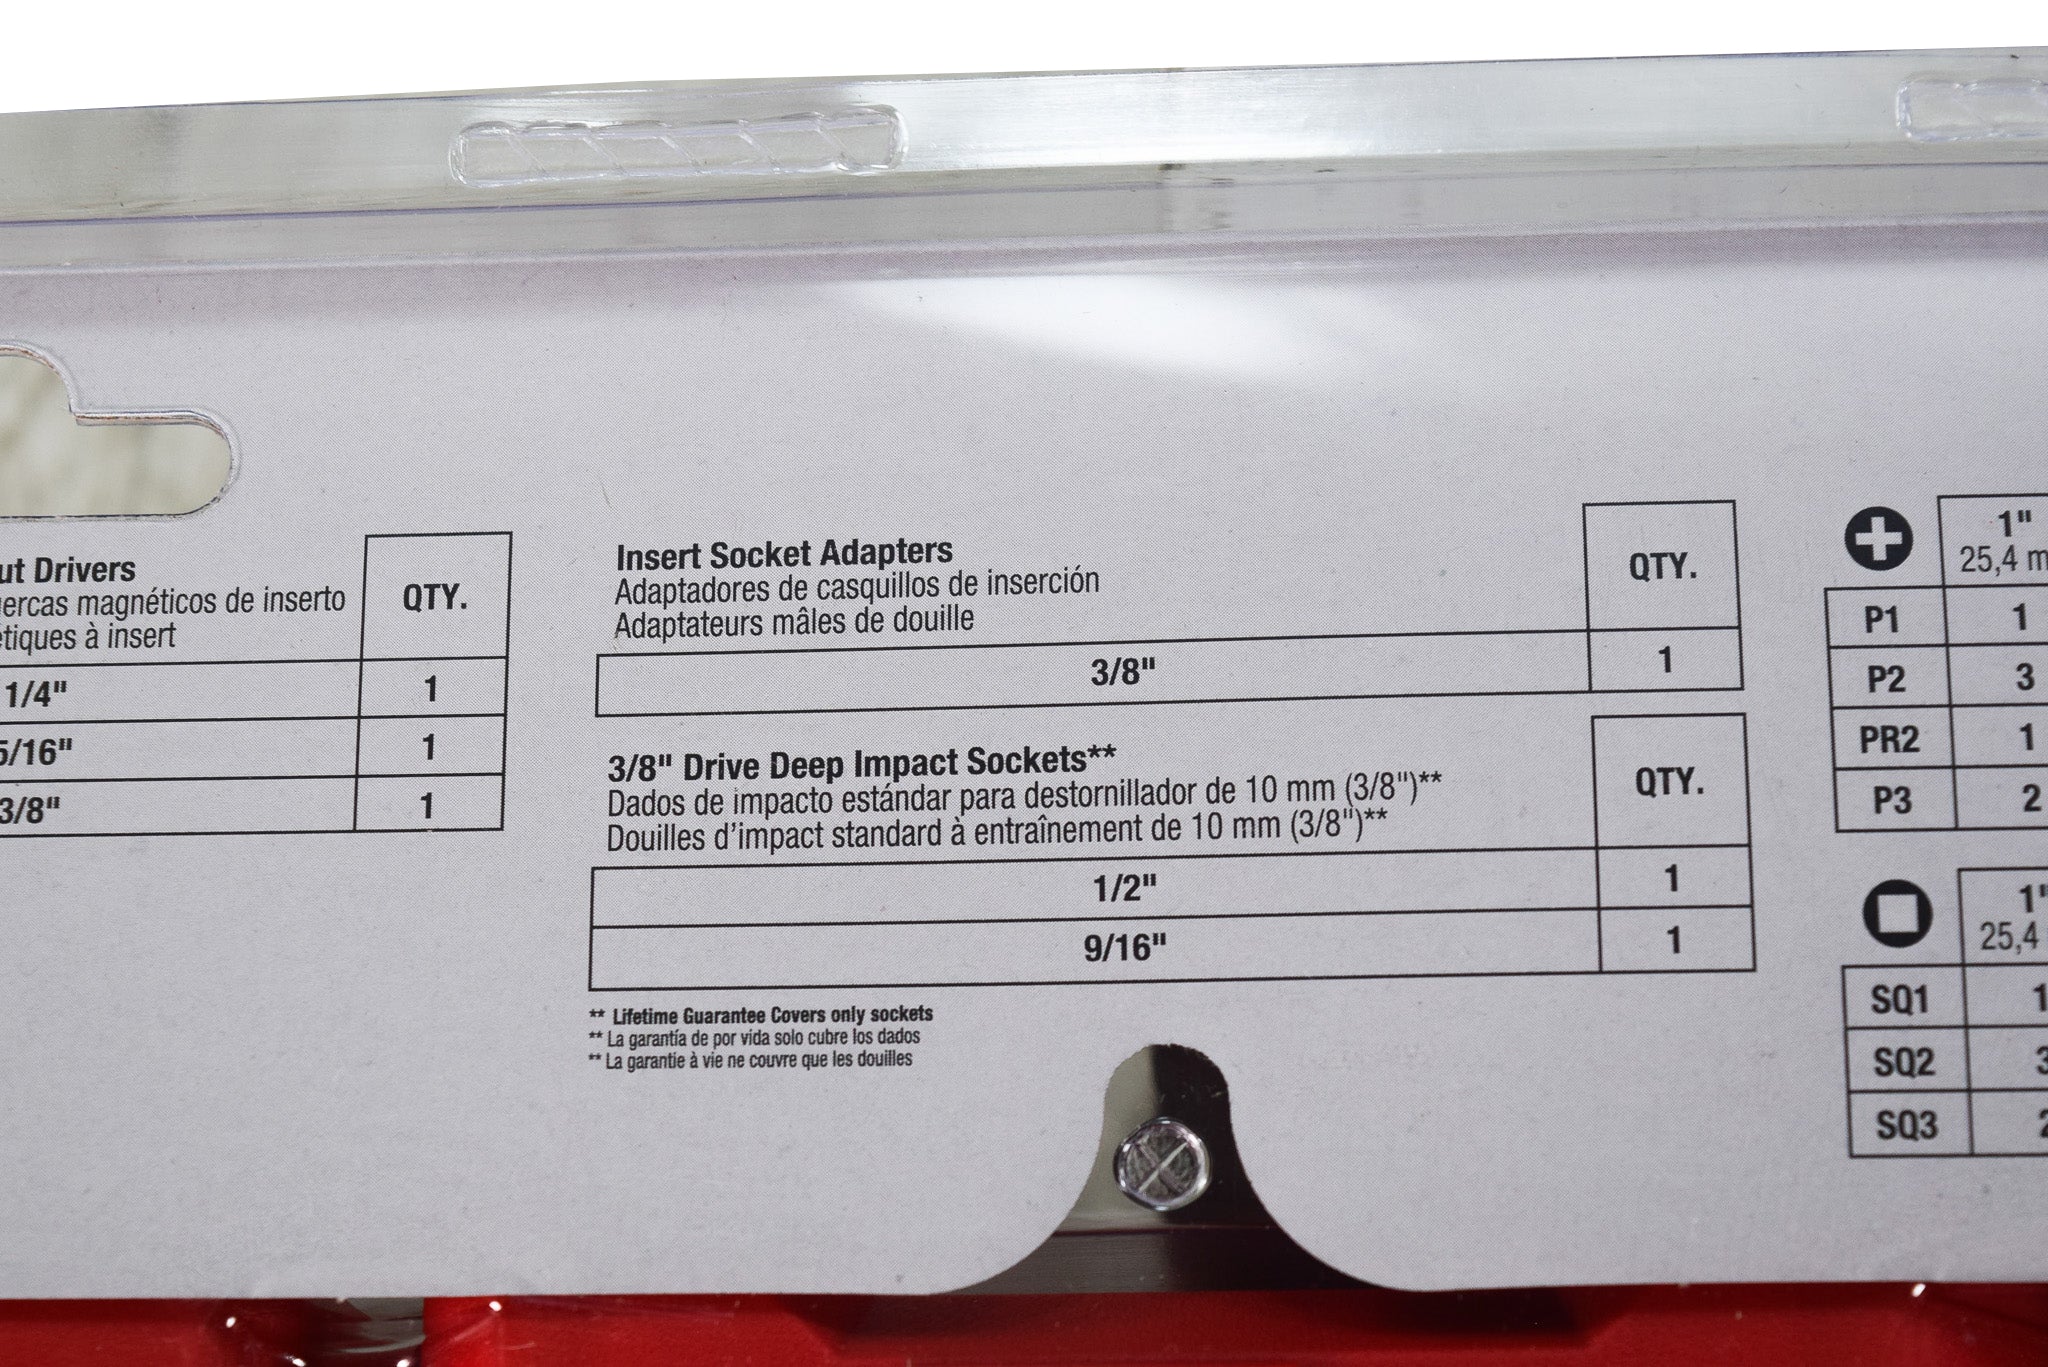 ut Drivers
ercas magnéticos de inserto
tiques à insert
QTY.
1/4" 1
5/16" 1
3/8" 1
Insert Socket Adapters
Adaptadores de casquillos de inserción
Adaptateurs mâles de douille
QTY.
3/8" 1
3/8" Drive Deep Impact Sockets**
Dados de impacto estándar para destornillador de 10 mm (3/8")**
Douilles d'impact standard à entraînement de 10 mm (3/8")**
QTY.
1/2" 1
9/16" 1
** Lifetime Guarantee Covers only sockets
** La garantía de por vida solo cubre los dados
** La garantie à vie ne couvre que les douilles
1"
25,4 m
P1 1
P2 3
PR2 1
P3 2
1"
25,4
SQ1 1
SQ2 3
SQ3 2